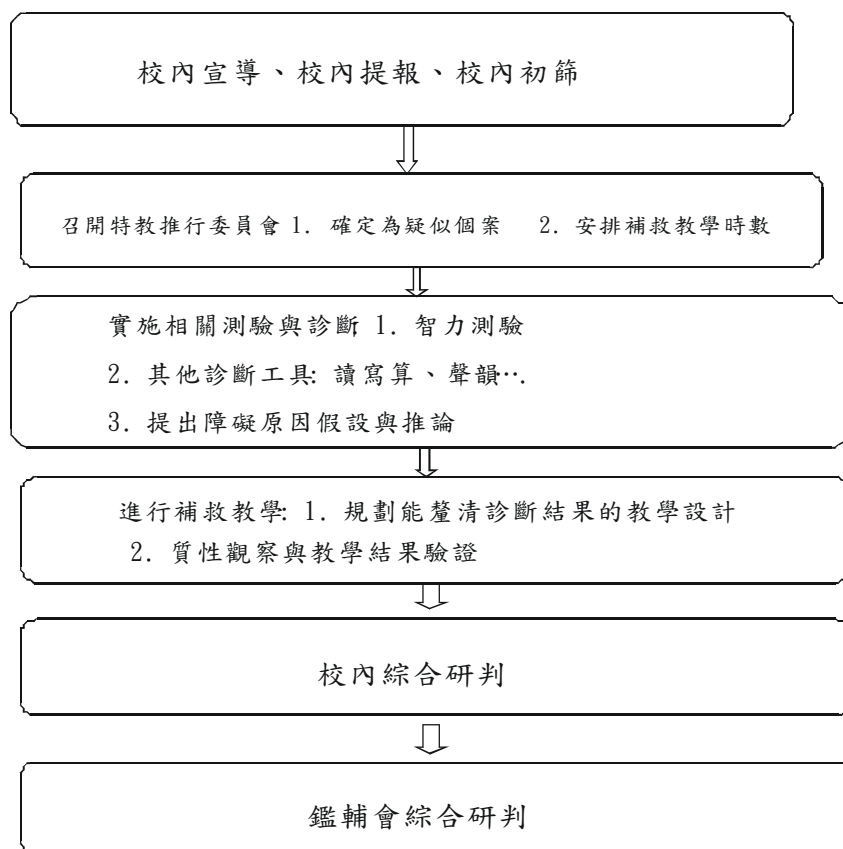 校內宣導、校內提報、校內初篩
召開特教推行委員會 1. 確定為疑似個案 2. 安排補救教學時數
實施相關測驗與診斷: 1. 智力測驗
2. 其他診斷工具: 讀寫算、聲韻….
3. 提出障礙原因假設與推論
進行補救教學: 1. 規劃能釐清診斷結果的教學設計
2. 質性觀察與教學結果驗證
校內綜合研判
鑑輔會綜合研判